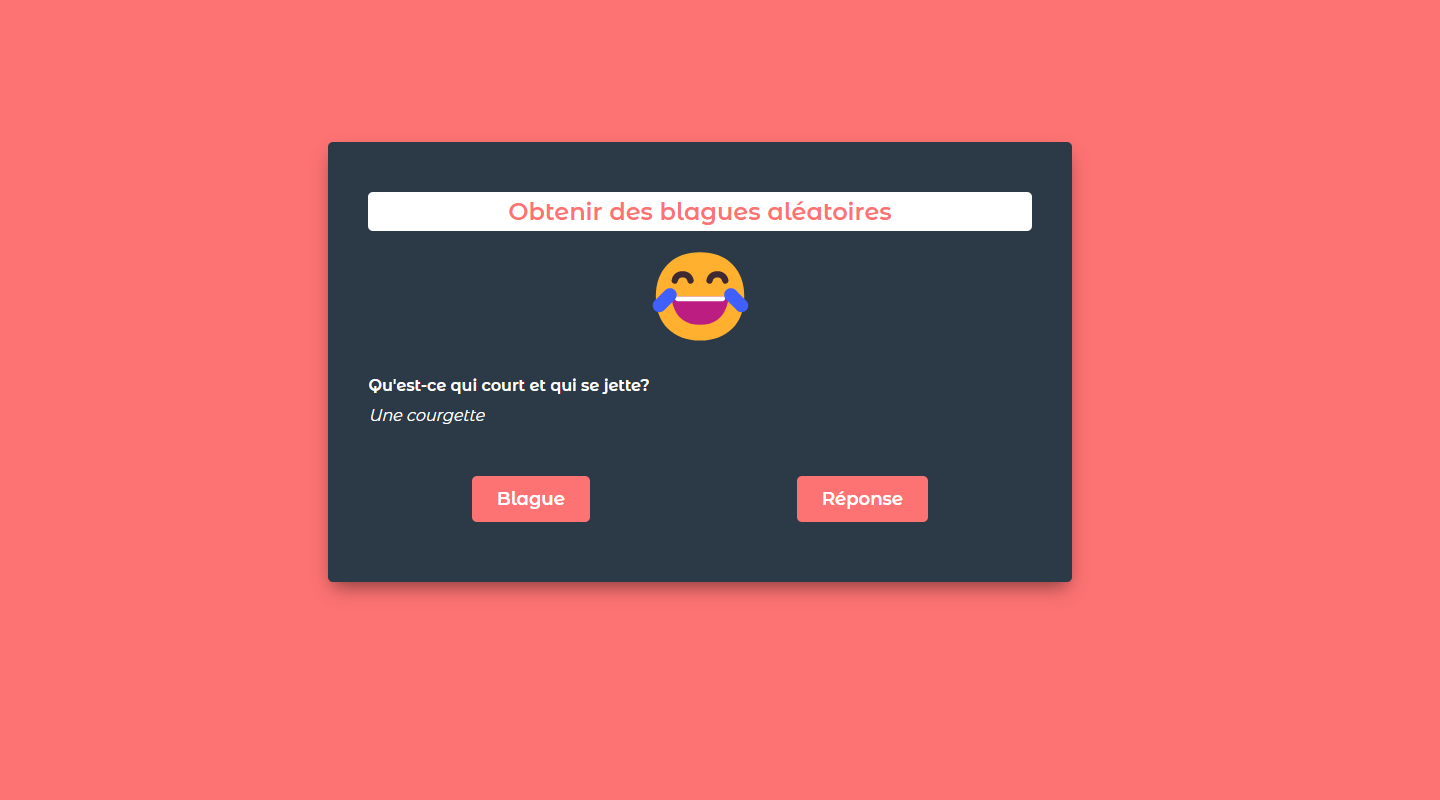 Obtenir des blagues aléatoires
Qu'est-ce qui court et qui se jette?
Une courgette
Blague
Réponse